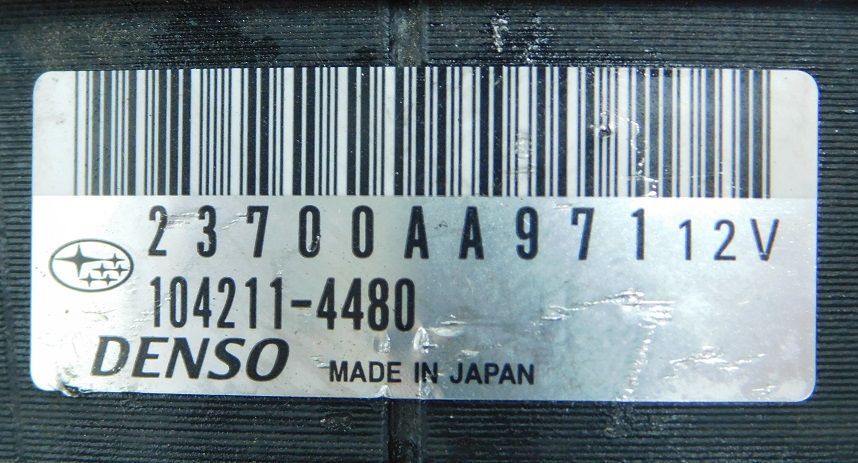 23700AA971 12V
104211-4480
DENSO MADE IN JAPAN